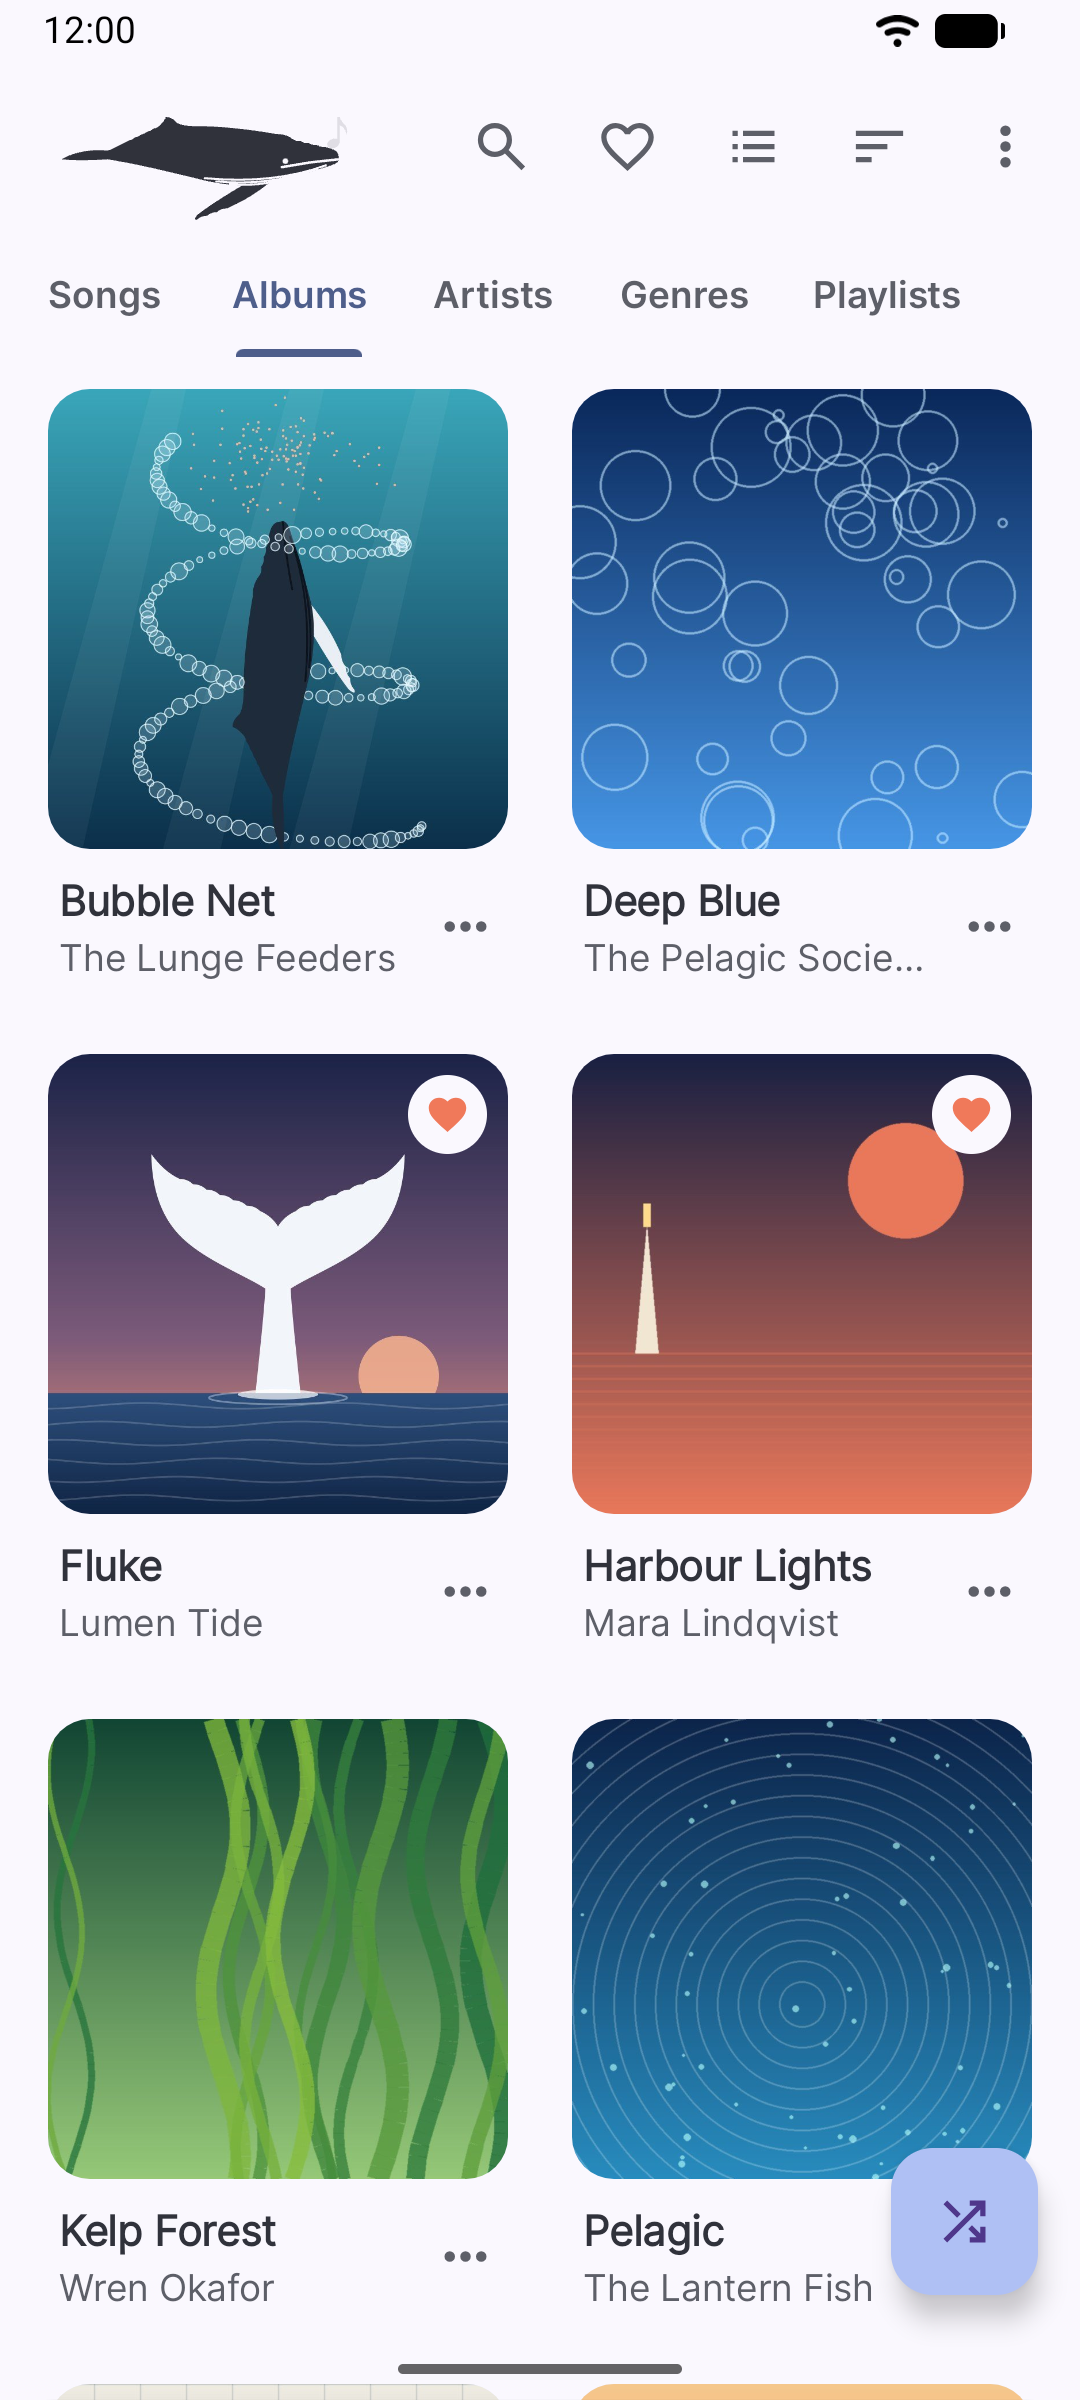 12:00
Songs Albums Artists Genres Playlists
Bubble Net
The Lunge Feeders
Deep Blue
The Pelagic Socie...
Fluke
Lumen Tide
Harbour Lights
Mara Lindqvist
Kelp Forest
Wren Okafor
Pelagic
The Lantern Fish